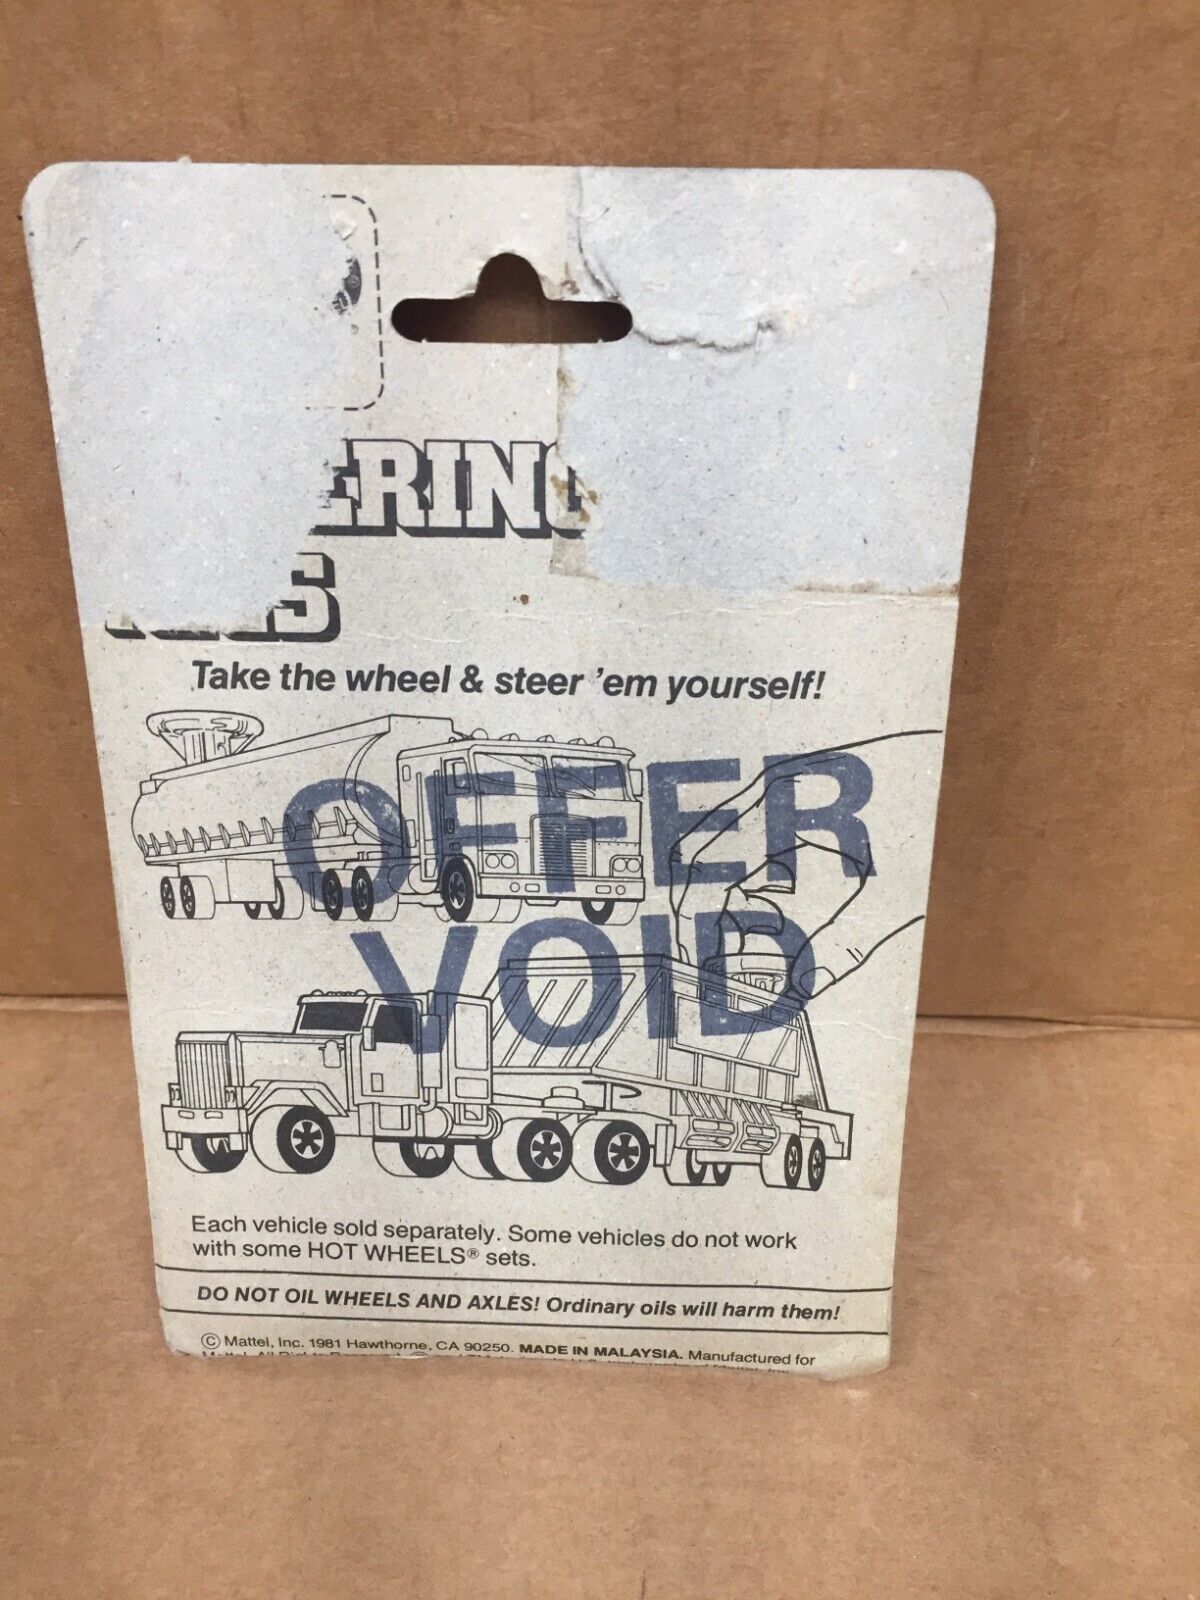 ERING
S
Take the wheel & steer 'em yourself!
OFFER
VOID
Each vehicle sold separately. Some vehicles do not work
with some HOT WHEELS® sets.
DO NOT OIL WHEELS AND AXLES! Ordinary oils will harm them!
© Mattel, Inc. 1981 Hawthorne, CA 90250. MADE IN MALAYSIA. Manufactured for